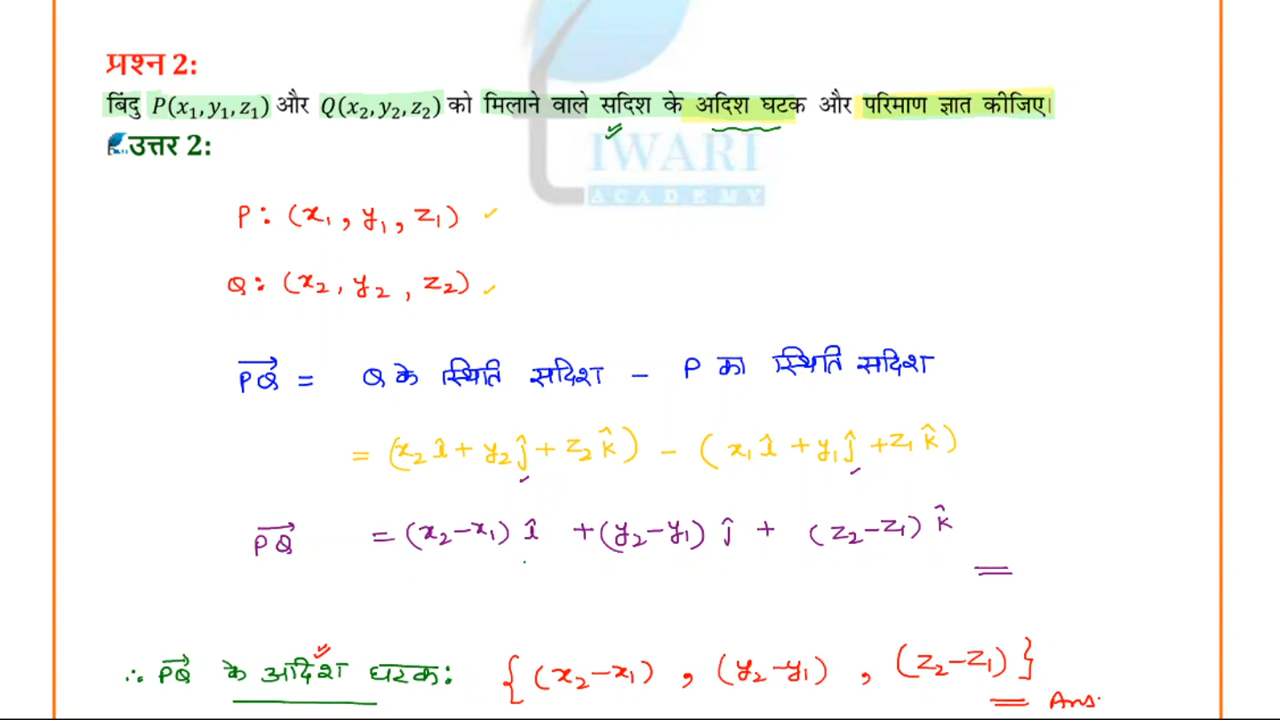 प्रश्न 2:
बिंदु P(x₁,y₁,z₁) और Q(x₂,y₂,z₂) को मिलाने वाले सदिश के अदिश घटक और परिमाण ज्ञात कीजिए।
उत्तर 2:
IWARI
ACADEMY
P: (x₁, y₁, z₁)
Q: (x₂, y₂, z₂)
PQ⃗ = Q के स्थिति सदिश − P का स्थिति सदिश
= (x₂î + y₂ĵ + z₂k̂) − (x₁î + y₁ĵ + z₁k̂)
PQ⃗ = (x₂−x₁) î + (y₂−y₁) ĵ + (z₂−z₁) k̂
∴ PQ⃗ के अदिश घटक: {(x₂−x₁), (y₂−y₁), (z₂−z₁)} Ans.